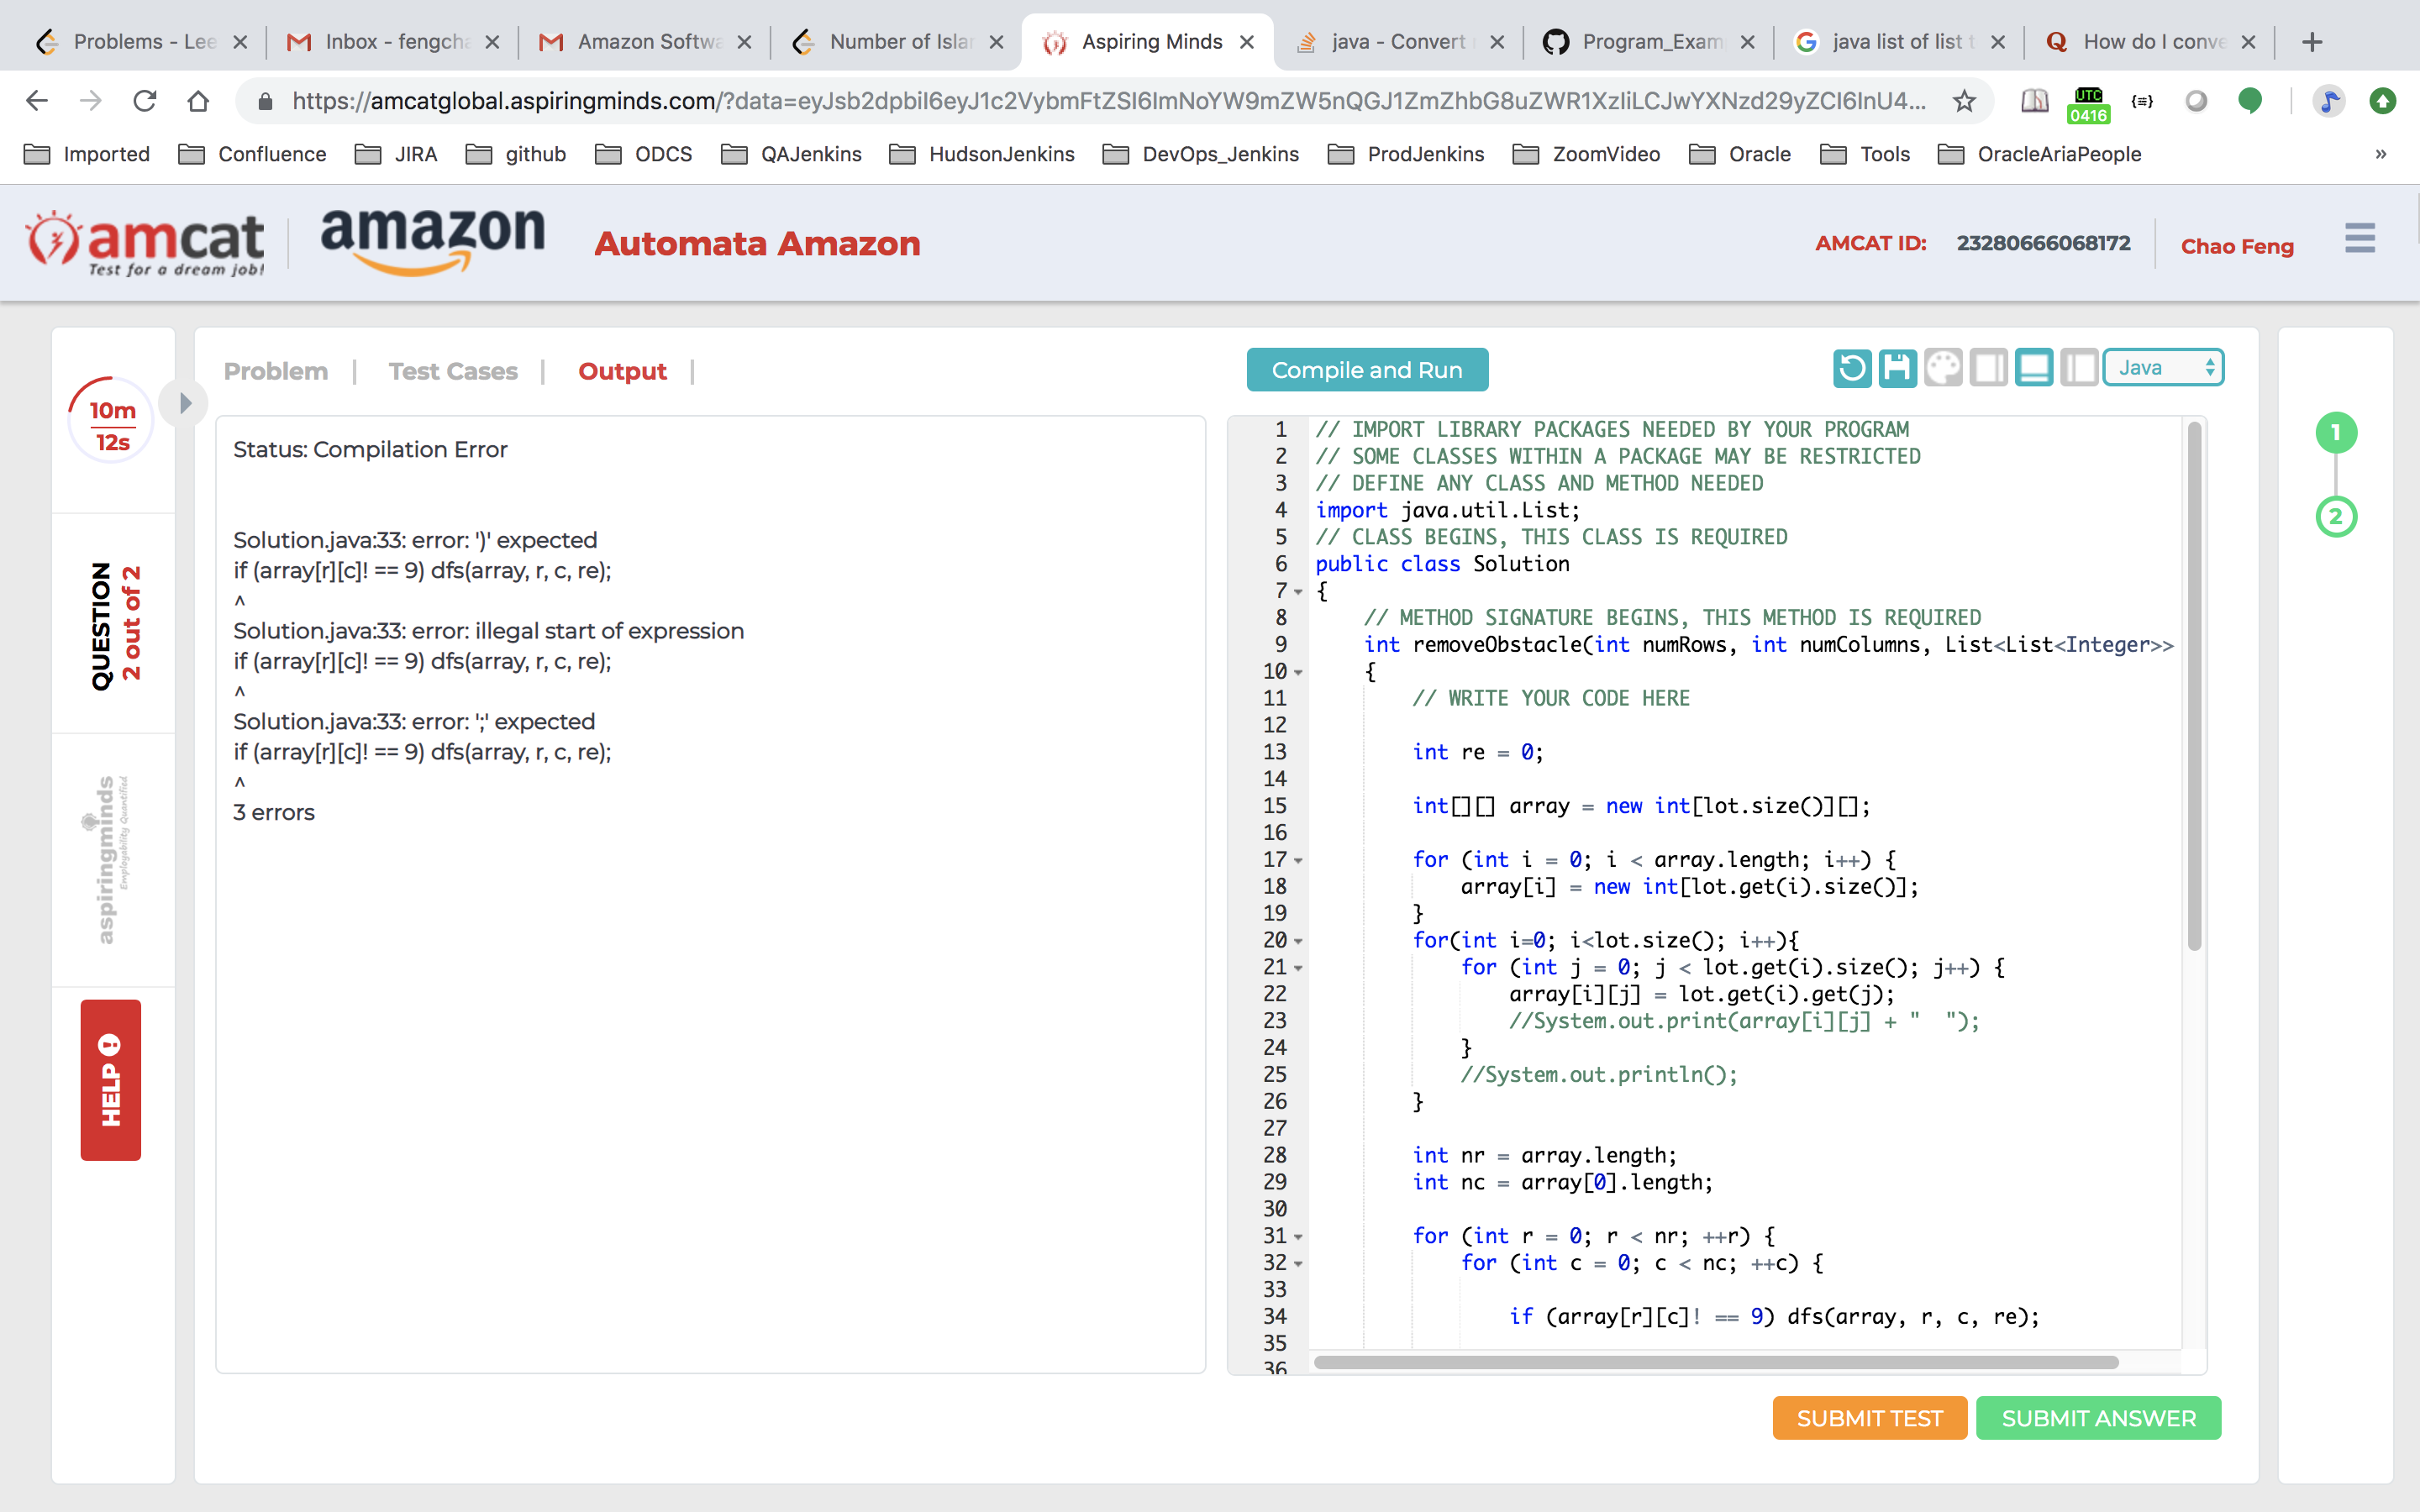 Problems - Lee
Inbox - fengcha
Amazon Softwa
Number of Islan
Aspiring Minds
java - Convert
Program_Exam
java list of list t
How do I conve
https://amcatglobal.aspiringminds.com/?data=eyJsb2dpbiI6eyJ1c2VybmFtZSI6ImNoYW9mZW5nQGJ1ZmZhbG8uZWR1XzIiLCJwYXNzd29yZCI6InU4...
UTC
0416
Imported
Confluence
JIRA
github
ODCS
QAJenkins
HudsonJenkins
DevOps_Jenkins
ProdJenkins
ZoomVideo
Oracle
Tools
OracleAriaPeople
»
amcat
Test for a dream job!
amazon
Automata Amazon
AMCAT ID: 23280666068172
Chao Feng
10m
12s
QUESTION
2 out of 2
aspiringminds
Employability Quantified
HELP
Problem | Test Cases | Output |
Compile and Run
Java
Status: Compilation Error
Solution.java:33: error: ')' expected
if (array[r][c]! == 9) dfs(array, r, c, re);
^
Solution.java:33: error: illegal start of expression
if (array[r][c]! == 9) dfs(array, r, c, re);
^
Solution.java:33: error: ';' expected
if (array[r][c]! == 9) dfs(array, r, c, re);
^
3 errors
1 // IMPORT LIBRARY PACKAGES NEEDED BY YOUR PROGRAM
2 // SOME CLASSES WITHIN A PACKAGE MAY BE RESTRICTED
3 // DEFINE ANY CLASS AND METHOD NEEDED
4 import java.util.List;
5 // CLASS BEGINS, THIS CLASS IS REQUIRED
6 public class Solution
7 {
8 // METHOD SIGNATURE BEGINS, THIS METHOD IS REQUIRED
9 int removeObstacle(int numRows, int numColumns, List<List<Integer>>
10 {
11 // WRITE YOUR CODE HERE
12
13 int re = 0;
14
15 int[][] array = new int[lot.size()][];
16
17 for (int i = 0; i < array.length; i++) {
18 array[i] = new int[lot.get(i).size()];
19 }
20 for(int i=0; i<lot.size(); i++){
21 for (int j = 0; j < lot.get(i).size(); j++) {
22 array[i][j] = lot.get(i).get(j);
23 //System.out.print(array[i][j] + "  ");
24 }
25 //System.out.println();
26 }
27
28 int nr = array.length;
29 int nc = array[0].length;
30
31 for (int r = 0; r < nr; ++r) {
32 for (int c = 0; c < nc; ++c) {
33
34 if (array[r][c]! == 9) dfs(array, r, c, re);
35
36
1
2
SUBMIT TEST
SUBMIT ANSWER